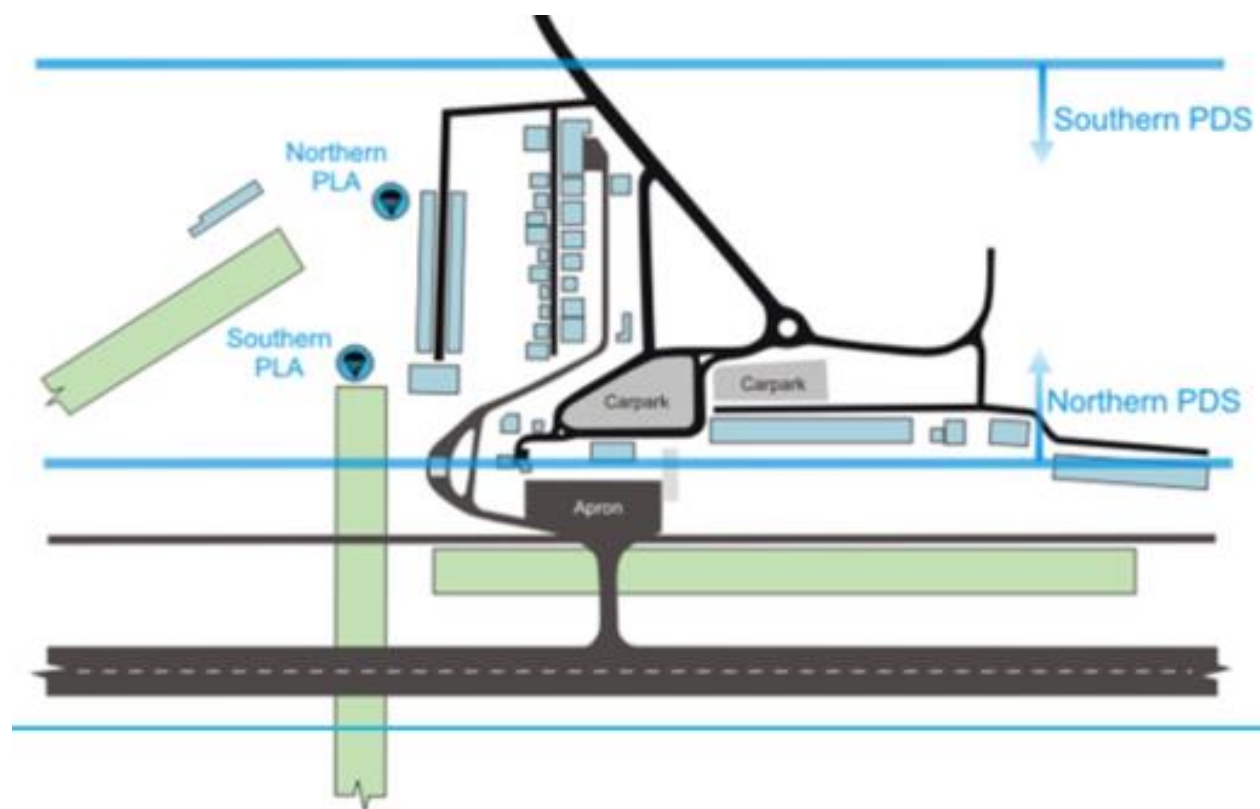 Southern PDS
Northern
PLA
Southern
PLA
Carpark
Carpark
Northern PDS
Apron